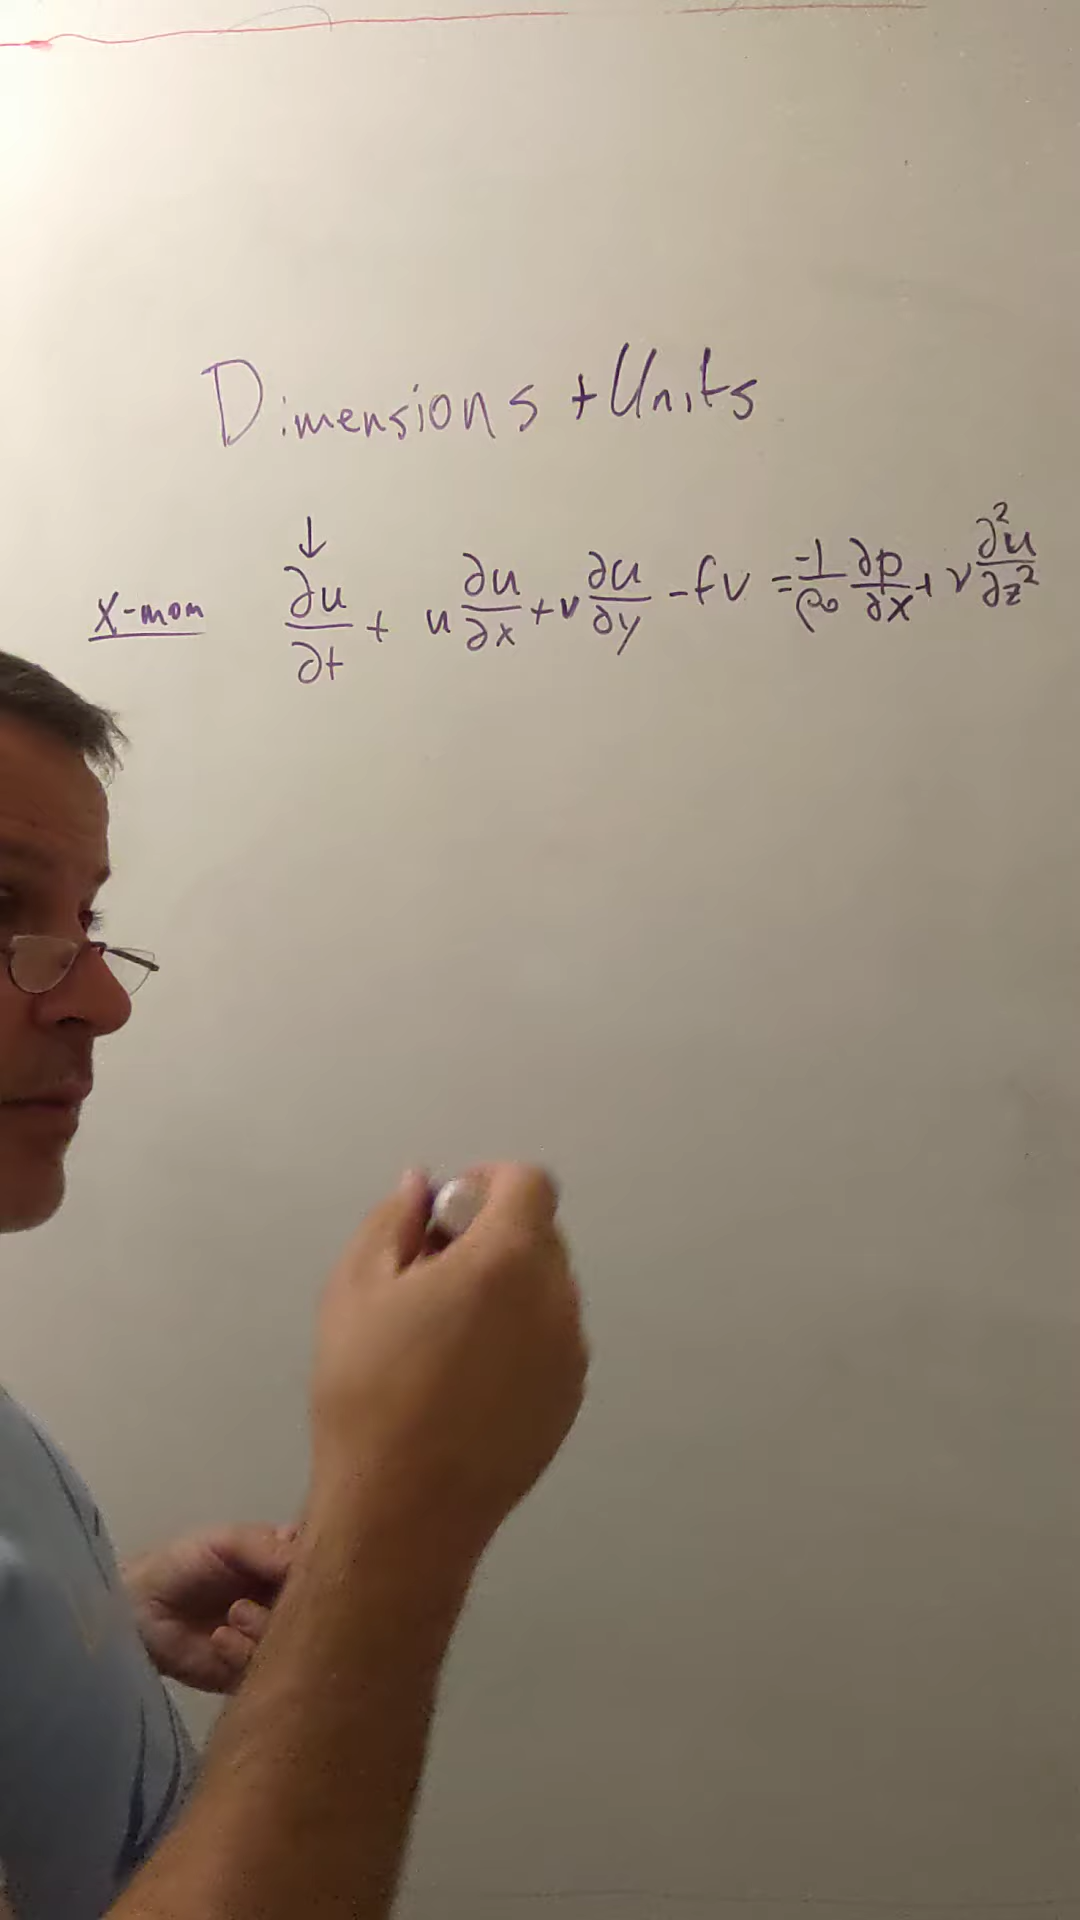 Dimensions + Units
↓
x-mom ∂u/∂t + u ∂u/∂x + v ∂u/∂y - fv = -1/ρ₀ ∂p/∂x + ν ∂²u/∂z²